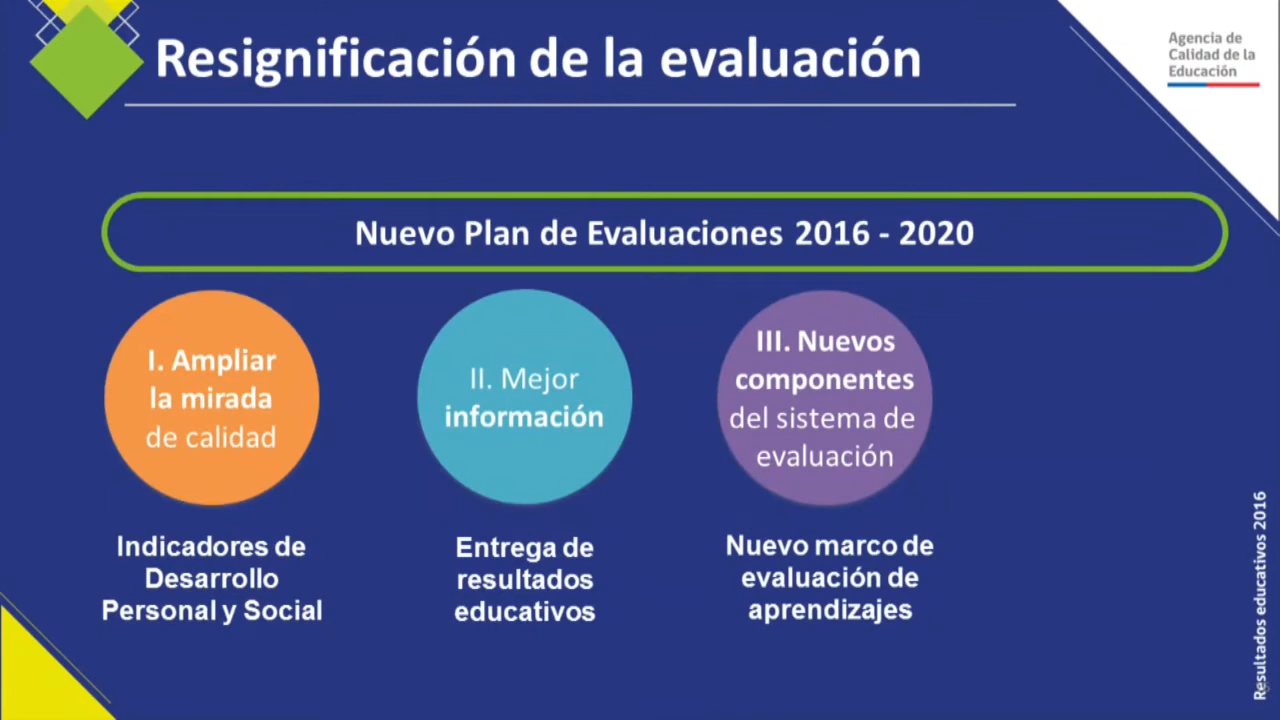 Resignificación de la evaluación
Agencia de
Calidad de la
Educación
Nuevo Plan de Evaluaciones 2016 - 2020
I. Ampliar
la mirada
de calidad
II. Mejor
información
III. Nuevos
componentes
del sistema de
evaluación
Indicadores de
Desarrollo
Personal y Social
Entrega de
resultados
educativos
Nuevo marco de
evaluación de
aprendizajes
Resultados educativos 2016